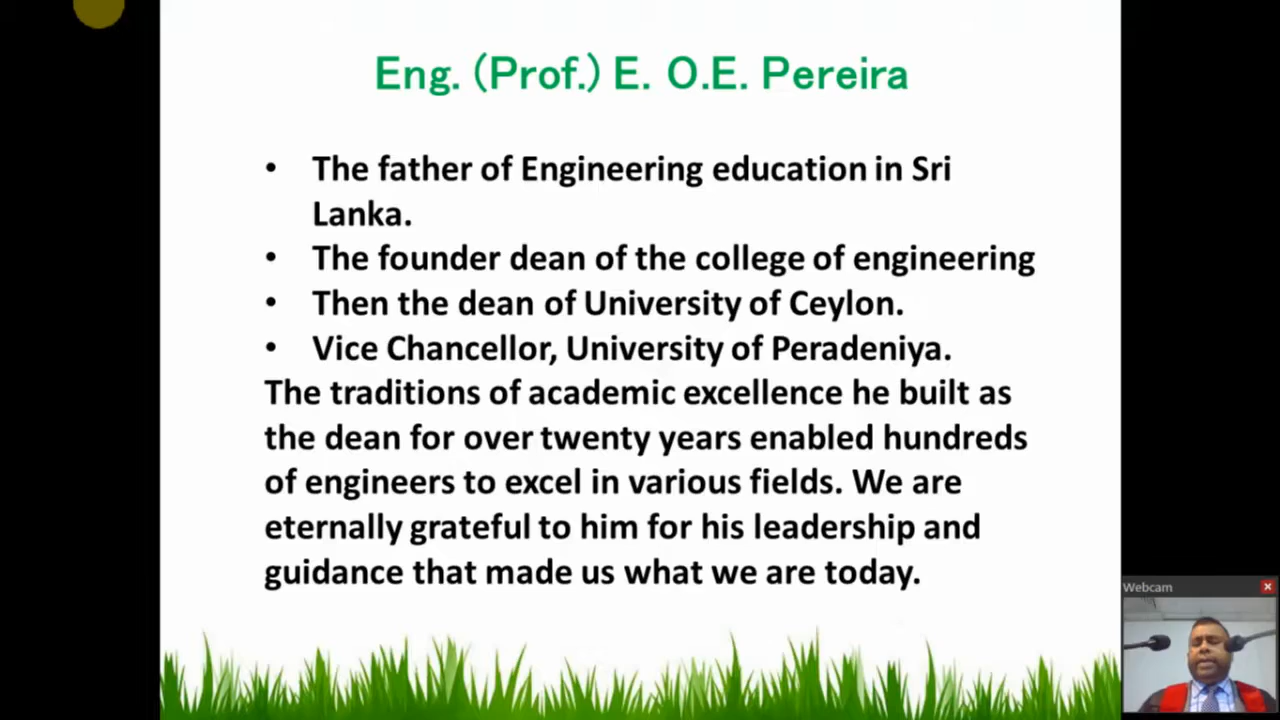 Eng. (Prof.) E. O.E. Pereira
• The father of Engineering education in Sri
Lanka.
• The founder dean of the college of engineering
• Then the dean of University of Ceylon.
• Vice Chancellor, University of Peradeniya.
The traditions of academic excellence he built as
the dean for over twenty years enabled hundreds
of engineers to excel in various fields. We are
eternally grateful to him for his leadership and
guidance that made us what we are today.
Webcam